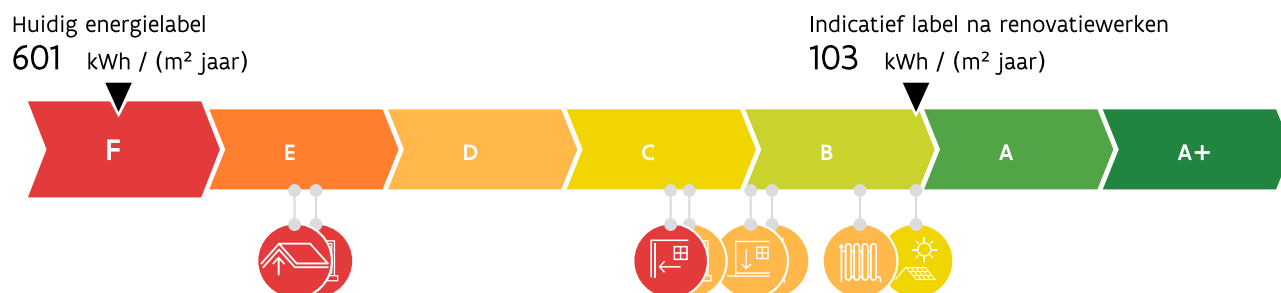 Huidig energielabel
601 kWh / (m² jaar)
Indicatief label na renovatiewerken
103 kWh / (m² jaar)
F E D C B A A+